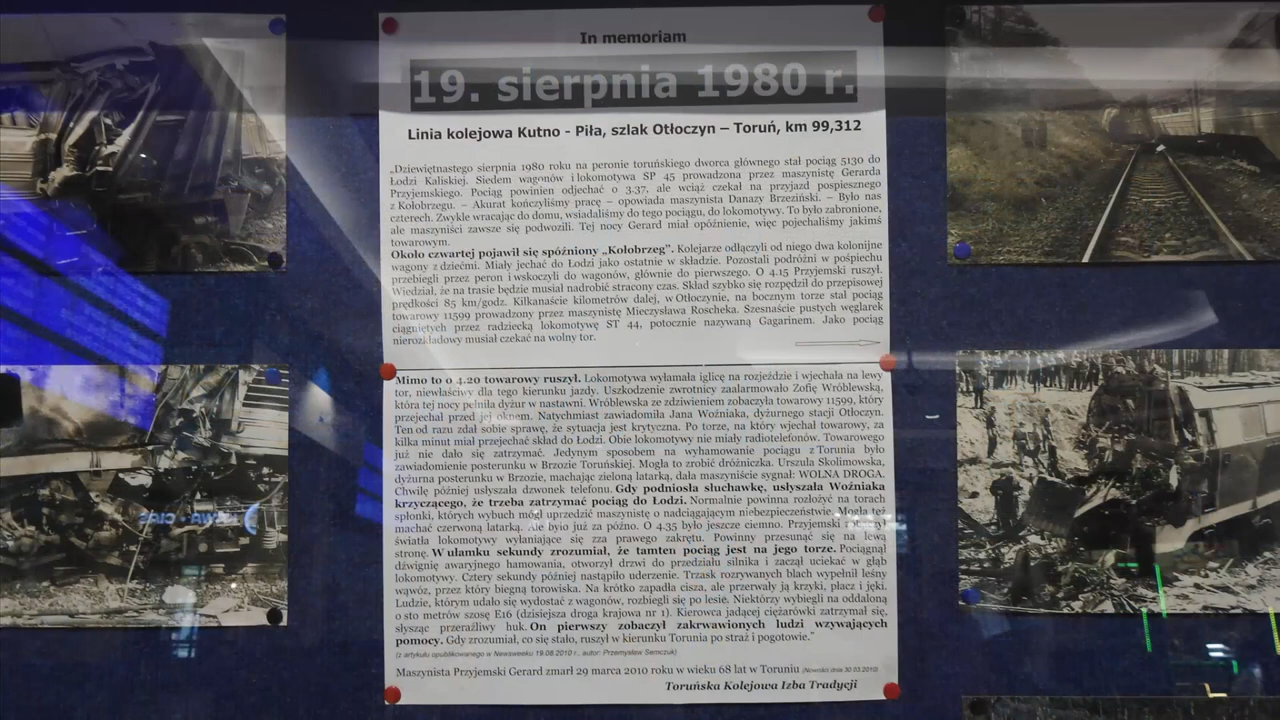 In memoriam
19. sierpnia 1980 r.
Linia kolejowa Kutno - Piła, szlak Otłoczyn – Toruń, km 99,312
„Dziewiętnastego sierpnia 1980 roku na peronie toruńskiego dworca głównego stał pociąg 5130 do
Łodzi Kaliskiej. Siedem wagonów i lokomotywa SP 45 prowadzona przez maszynistę Gerarda
Przyjemskiego. Pociąg powinien odjechać o 3.37, ale wciąż czekał na przyjazd pospiesznego
z Kołobrzegu. – Akurat kończyliśmy pracę – opowiada maszynista Danazy Brzeziński. – Było nas
czterech. Zwykle wracając do domu, wsiadaliśmy do tego pociągu, do lokomotywy. To było zabronione,
ale maszyniści zawsze się podwozili. Tej nocy Gerard miał opóźnienie, więc pojechaliśmy jakimś
towarowym.
Około czwartej pojawił się spóźniony „Kołobrzeg". Kolejarze odłączyli od niego dwa kolonijne
wagony z dziećmi. Miały jechać do Łodzi jako ostatnie w składzie. Pozostali podróżni w pośpiechu
przebiegli przez peron i wskoczyli do wagonów, głównie do pierwszego. O 4.15 Przyjemski ruszył.
Wiedział, że na trasie będzie musiał nadrobić stracony czas. Skład szybko się rozpędził do przepisowej
prędkości 85 km/godz. Kilkanaście kilometrów dalej, w Otłoczynie, na bocznym torze stał pociąg
towarowy 11599 prowadzony przez maszynistę Mieczysława Roscheka. Szesnaście pustych węglarek
ciągniętych przez radziecką lokomotywę ST 44, potocznie nazywaną Gagarinem. Jako pociąg
nierozkładowy musiał czekać na wolny tor.
Mimo to o 4.20 towarowy ruszył. Lokomotywa wyłamała iglicę na rozjeździe i wjechała na lewy
tor, niewłaściwy dla tego kierunku jazdy. Uszkodzenie zwrotnicy zaalarmowało Zofię Wróblewską,
która tej nocy pełniła dyżur w nastawni. Wróblewska ze zdziwieniem zobaczyła towarowy 11599, który
przejechał przed jej oknem. Natychmiast zawiadomiła Jana Woźniaka, dyżurnego stacji Otłoczyn.
Ten od razu zdał sobie sprawę, że sytuacja jest krytyczna. Po torze, na który wjechał towarowy, za
kilka minut miał przejechać skład do Łodzi. Obie lokomotywy nie miały radiotelefonów. Towarowego
już nie dało się zatrzymać. Jedynym sposobem na wyhamowanie pociągu z Torunia było
zawiadomienie posterunku w Brzozie Toruńskiej. Mogła to zrobić dróżniczka. Urszula Skolimowska,
dyżurna posterunku w Brzozie, machając zieloną latarką, dała maszyniście sygnał: WOLNA DROGA.
Chwilę później usłyszała dzwonek telefonu. Gdy podniosła słuchawkę, usłyszała Woźniaka
krzyczącego, że trzeba zatrzymać pociąg do Łodzi. Normalnie powinna rozłożyć na torach
spłonki, których wybuch mógł uprzedzić maszynistę o nadciągającym niebezpieczeństwie. Mogła też
machać czerwoną latarką. Ale było już za późno. O 4.35 było jeszcze ciemno. Przyjemski zobaczył
światła lokomotywy wyłaniające się zza prawego zakrętu. Powinny przesunąć się na lewą
stronę. W ułamku sekundy zrozumiał, że tamten pociąg jest na jego torze. Pociągnął
dźwignię awaryjnego hamowania, otworzył drzwi do przedziału silnika i zaczął uciekać w głąb
lokomotywy. Cztery sekundy później nastąpiło uderzenie. Trzask rozrywanych blach wypełnił leśny
wąwóz, przez który biegną torowiska. Na krótko zapadła cisza, ale przerwały ją krzyki, płacz i jęki.
Ludzie, którym udało się wydostać z wagonów, rozbiegli się po lesie. Niektórzy wybiegli na oddaloną
o sto metrów szosę E16 (dzisiejsza droga krajowa nr 1). Kierowca jadącej ciężarówki zatrzymał się,
słysząc przeraźliwy huk. On pierwszy zobaczył zakrwawionych ludzi wzywających
pomocy. Gdy zrozumiał, co się stało, ruszył w kierunku Torunia po straż i pogotowie."
(z artykułu opublikowanego w Newsweeku 19.08.2010 r., autor: Przemysław Semczuk)
Maszynista Przyjemski Gerard zmarł 29 marca 2010 roku w wieku 68 lat w Toruniu (Nowości dnia 30.03.2010)
Toruńska Kolejowa Izba Tradycji